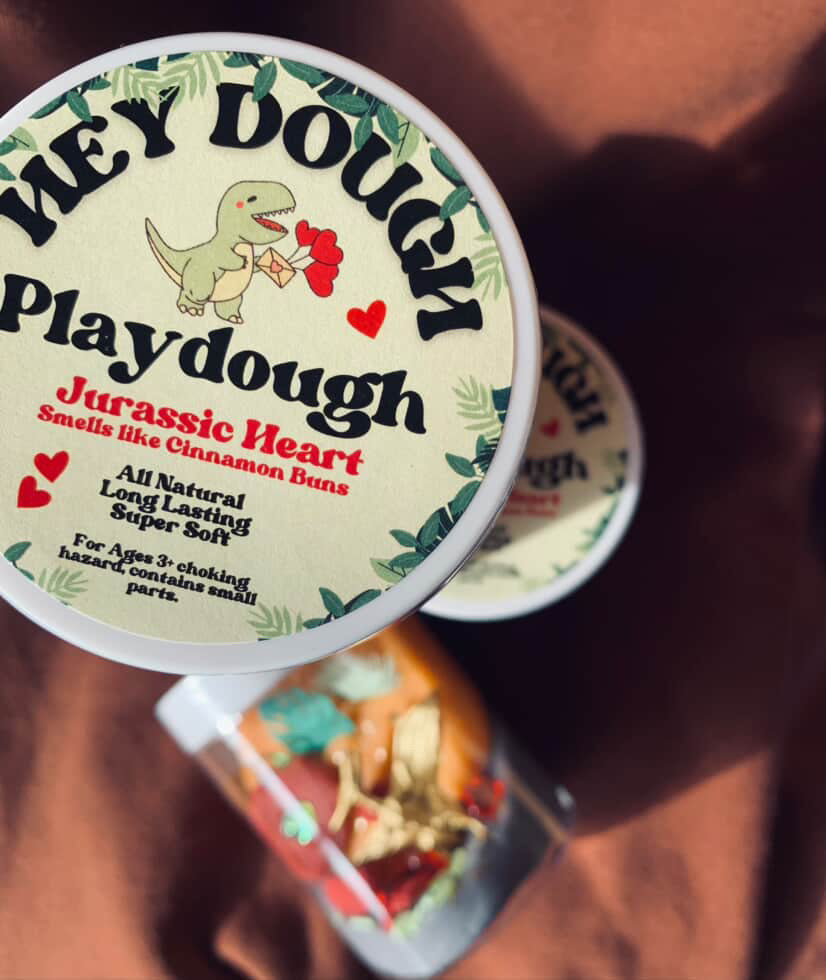 HEY DOUGH
Playdough
Jurassic Heart
Smells like Cinnamon Buns
All Natural
Long Lasting
Super Soft
For Ages 3+ choking
hazard, contains small
parts.